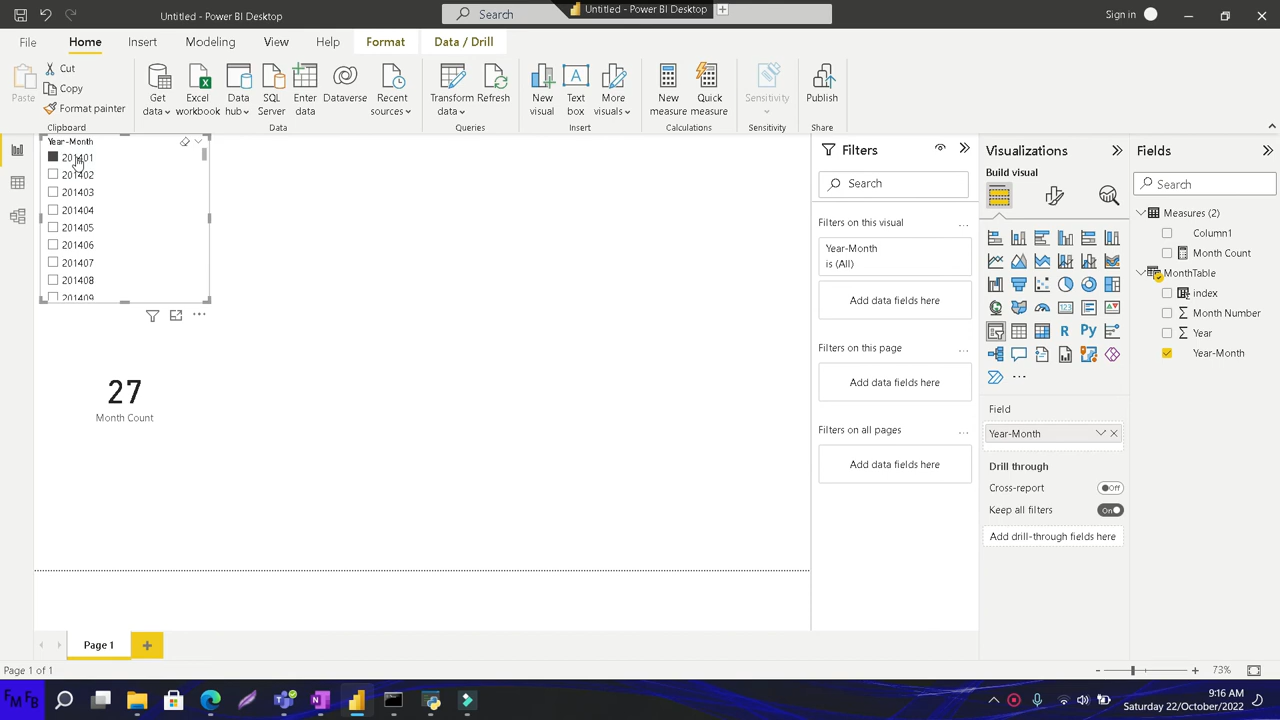 Untitled - Power BI Desktop
Search
Untitled - Power BI Desktop
Sign in
File
Home
Insert
Modeling
View
Help
Format
Data / Drill
Paste
Cut
Copy
Format painter
Clipboard
Get data
Excel workbook
Data hub
SQL Server
Enter data
Dataverse
Recent sources
Data
Transform data
Refresh
Queries
New visual
Text box
More visuals
Insert
New measure
Quick measure
Calculations
Sensitivity
Sensitivity
Publish
Share
Year-Month
201401
201402
201403
201404
201405
201406
201407
201408
201409
27
Month Count
Filters
Search
Filters on this visual
Year-Month
is (All)
Add data fields here
Filters on this page
Add data fields here
Filters on all pages
Add data fields here
Visualizations
Build visual
R
Py
123
Field
Year-Month
Drill through
Cross-report
Off
Keep all filters
On
Add drill-through fields here
Fields
Search
Measures (2)
Column1
Month Count
MonthTable
index
Month Number
Year
Year-Month
Page 1
Page 1 of 1
73%
FM FB
9:16 AM
Saturday 22/October/2022